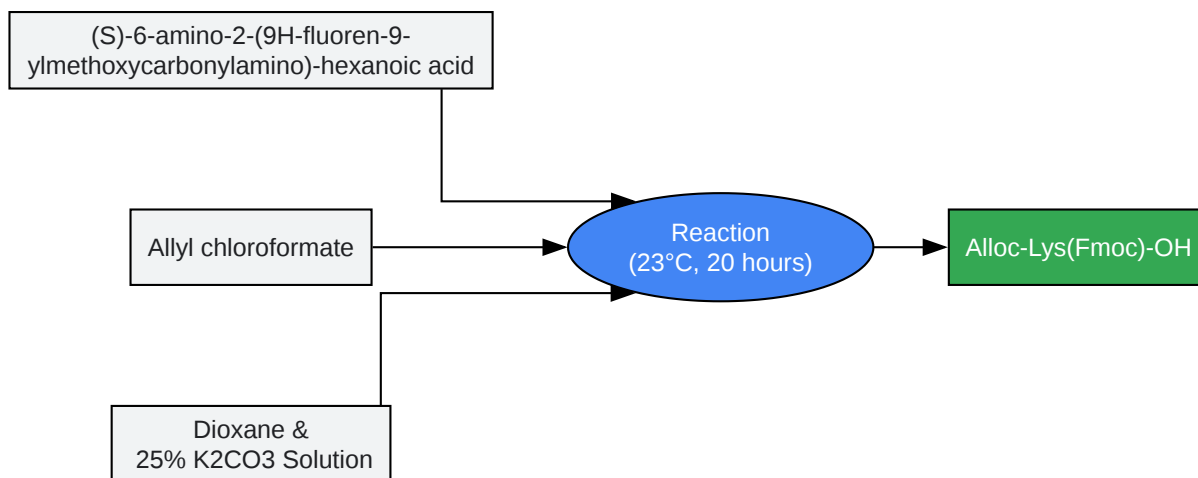 (S)-6-amino-2-(9H-fluoren-9-
ylmethoxycarbonylamino)-hexanoic acid
Allyl chloroformate
Reaction
(23°C, 20 hours)
Alloc-Lys(Fmoc)-OH
Dioxane &
25% K2CO3 Solution